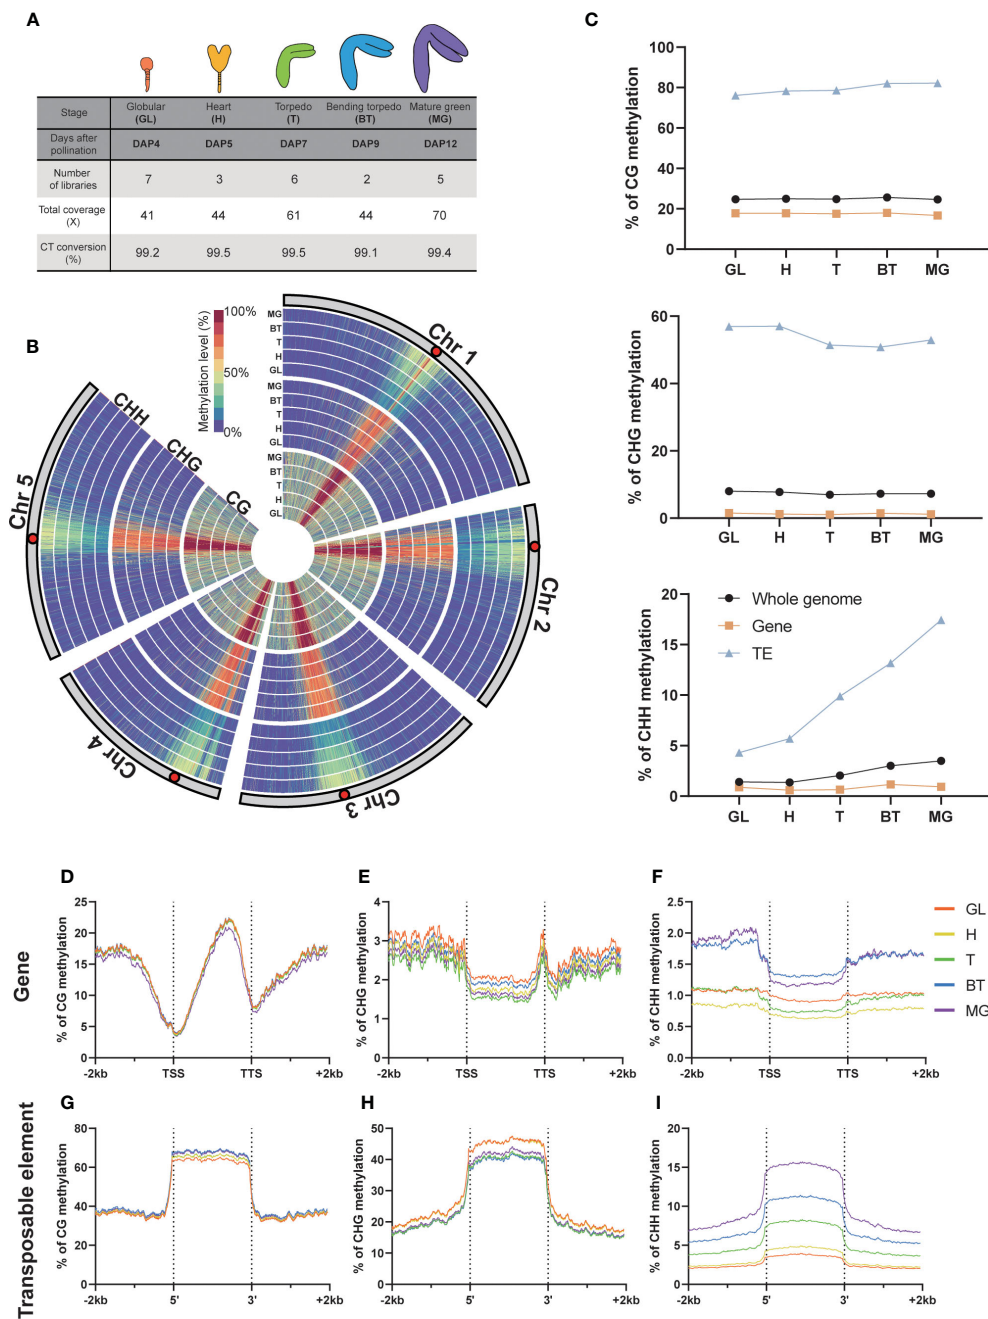 A
Stage Globular (GL) Heart (H) Torpedo (T) Bending torpedo (BT) Mature green (MG)
Days after pollination DAP4 DAP5 DAP7 DAP9 DAP12
Number of libraries 7 3 6 2 5
Total coverage (X) 41 44 61 44 70
CT conversion (%) 99.2 99.5 99.5 99.1 99.4
B
Methylation level (%)
100%
50%
0%
MG
BT
T
H
GL
MG
BT
T
H
GL
MG
BT
T
H
GL
CHH
CHG
CG
Chr 1
Chr 2
Chr 3
Chr 4
Chr 5
C
% of CG methylation
100
80
60
40
20
0
GL H T BT MG
% of CHG methylation
60
40
20
0
GL H T BT MG
% of CHH methylation
20
15
10
5
0
Whole genome
Gene
TE
GL H T BT MG
Gene
D
% of CG methylation
25
20
15
10
5
0
-2kb TSS TTS +2kb
E
% of CHG methylation
4
3
2
1
0
-2kb TSS TTS +2kb
F
% of CHH methylation
2.5
2.0
1.5
1.0
0.5
0.0
-2kb TSS TTS +2kb
GL
H
T
BT
MG
Transposable element
G
% of CG methylation
80
60
40
20
0
-2kb 5' 3' +2kb
H
% of CHG methylation
50
40
30
20
10
0
-2kb 5' 3' +2kb
I
% of CHH methylation
20
15
10
5
0
-2kb 5' 3' +2kb